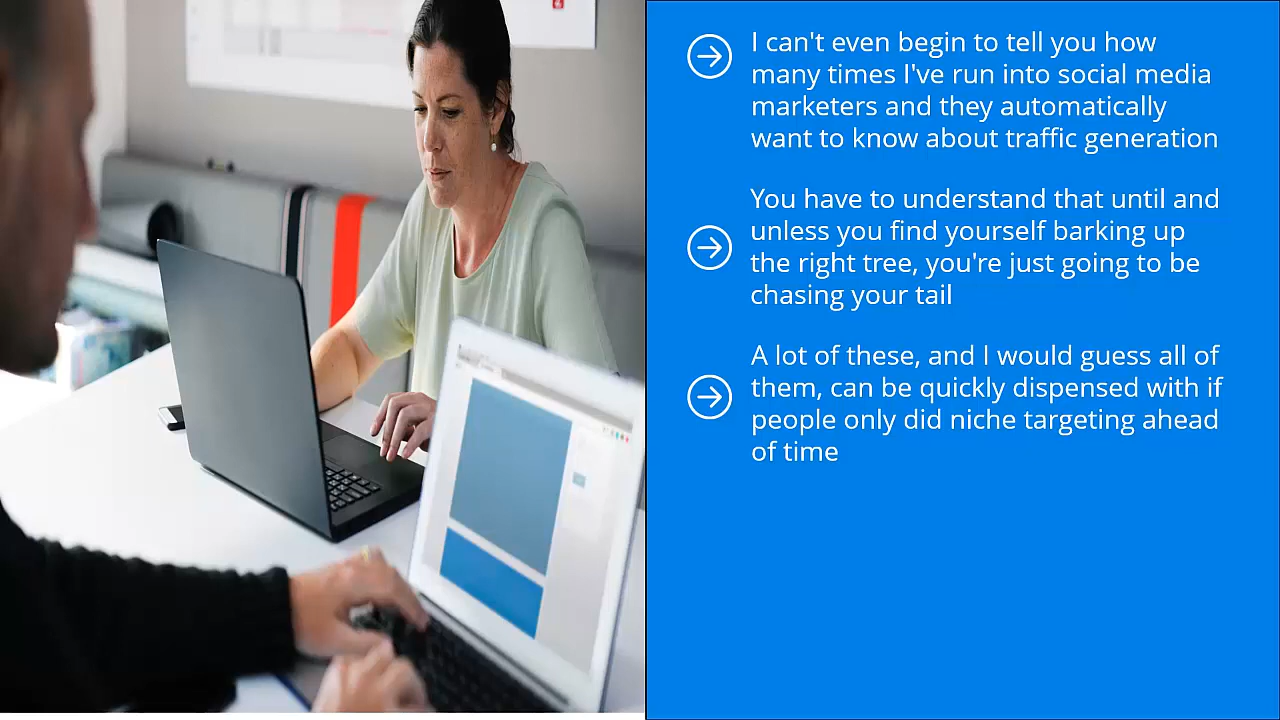 I can't even begin to tell you how
many times I've run into social media
marketers and they automatically
want to know about traffic generation
You have to understand that until and
unless you find yourself barking up
the right tree, you're just going to be
chasing your tail
A lot of these, and I would guess all of
them, can be quickly dispensed with if
people only did niche targeting ahead
of time